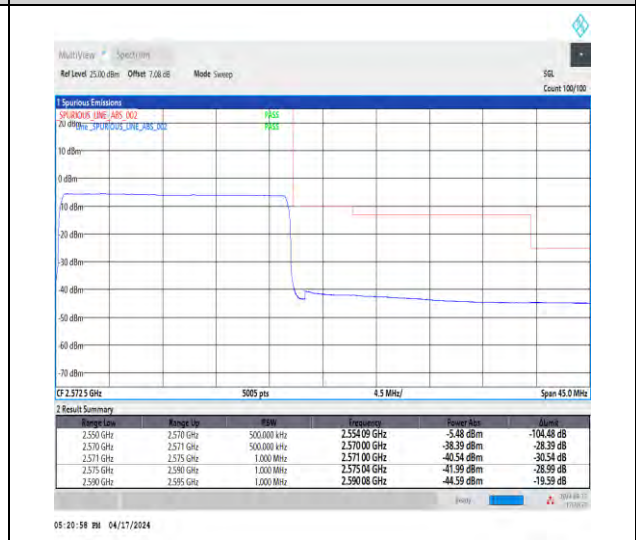 MultiView Spectrum
Ref Level 25.00 dBm Offset 7.08 dB Mode Sweep SGL
Count 100/100
1 Spurious Emissions
SPURIOUS_LINE_ABS_002 PASS
20 dBm
Line _SPURIOUS_LINE_ABS_002 PASS
10 dBm
0 dBm
-10 dBm
-20 dBm
-30 dBm
-40 dBm
-50 dBm
-60 dBm
-70 dBm
CF 2.572 5 GHz 5005 pts 4.5 MHz/ Span 45.0 MHz
2 Result Summary
Range Low Range Up RBW Frequency Power Abs ΔLimit
2.550 GHz 2.570 GHz 500.000 kHz 2.554 09 GHz -5.48 dBm -104.48 dB
2.570 GHz 2.571 GHz 500.000 kHz 2.570 00 GHz -38.39 dBm -28.39 dB
2.571 GHz 2.575 GHz 1.000 MHz 2.571 00 GHz -40.54 dBm -30.54 dB
2.575 GHz 2.590 GHz 1.000 MHz 2.575 04 GHz -41.99 dBm -28.99 dB
2.590 GHz 2.595 GHz 1.000 MHz 2.590 08 GHz -44.59 dBm -19.59 dB
05:20:58 PM 04/17/2024